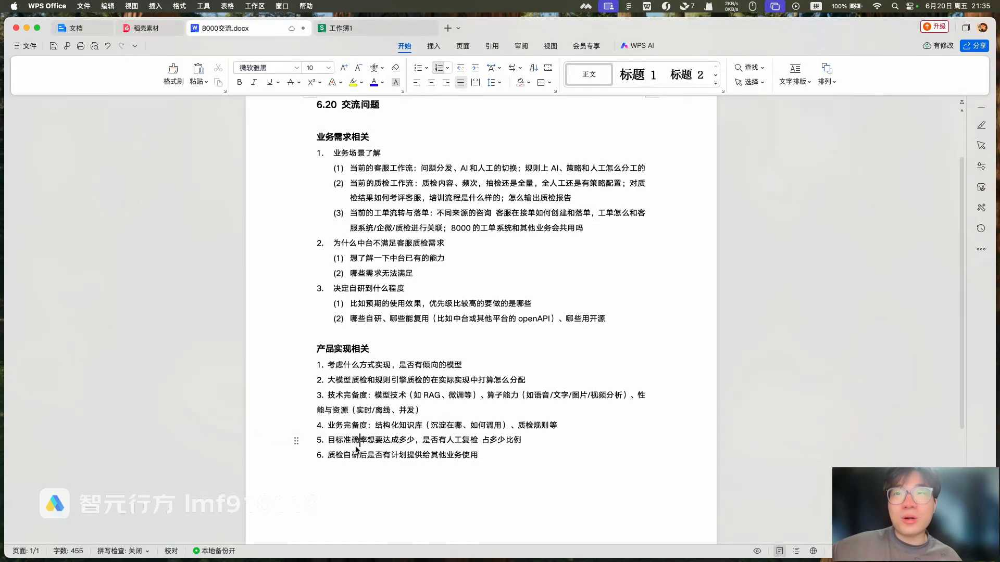 WPS Office 文件 编辑 视图 插入 格式 工具 表格 工作区 窗口 帮助
7 2KB/s 0KB/s 拼 100% 6月20日 周五 21:35
文档 稻壳素材 8000交流.docx 工作簿1 升级
文件 开始 插入 页面 引用 审阅 视图 会员专享 WPS AI 有修改 分享
格式刷 粘贴 微软雅黑 10 正文 标题 1 标题 2 查找 选择 文字排版 排列
6.20 交流问题
业务需求相关
1. 业务场景了解
(1) 当前的客服工作流：问题分发、AI 和人工的切换；规则上 AI、策略和人工怎么分工的
(2) 当前的质检工作流：质检内容、频次，抽检还是全量，全人工还是有策略配置；对质
检结果如何考评客服，培训流程是什么样的；怎么输出质检报告
(3) 当前的工单流转与落单：不同来源的咨询 客服在接单如何创建和落单，工单怎么和客
服系统/企微/质检进行关联；8000 的工单系统和其他业务会共用吗
2. 为什么中台不满足客服质检需求
(1) 想了解一下中台已有的能力
(2) 哪些需求无法满足
3. 决定自研到什么程度
(1) 比如预期的使用效果，优先级比较高的要做的是哪些
(2) 哪些自研、哪些能复用（比如中台或其他平台的 openAPI）、哪些用开源
产品实现相关
1. 考虑什么方式实现，是否有倾向的模型
2. 大模型质检和规则引擎质检的在实际实现中打算怎么分配
3. 技术完备度：模型技术（如 RAG、微调等）、算子能力（如语音/文字/图片/视频分析）、性
能与资源（实时/离线、并发）
4. 业务完备度：结构化知识库（沉淀在哪、如何调用）、质检规则等
5. 目标准确率想要达成多少，是否有人工复检 占多少比例
6. 质检自研后是否有计划提供给其他业务使用
智元行方 lmf9
页面: 1/1 字数: 455 拼写检查: 关闭 校对 本地备份开